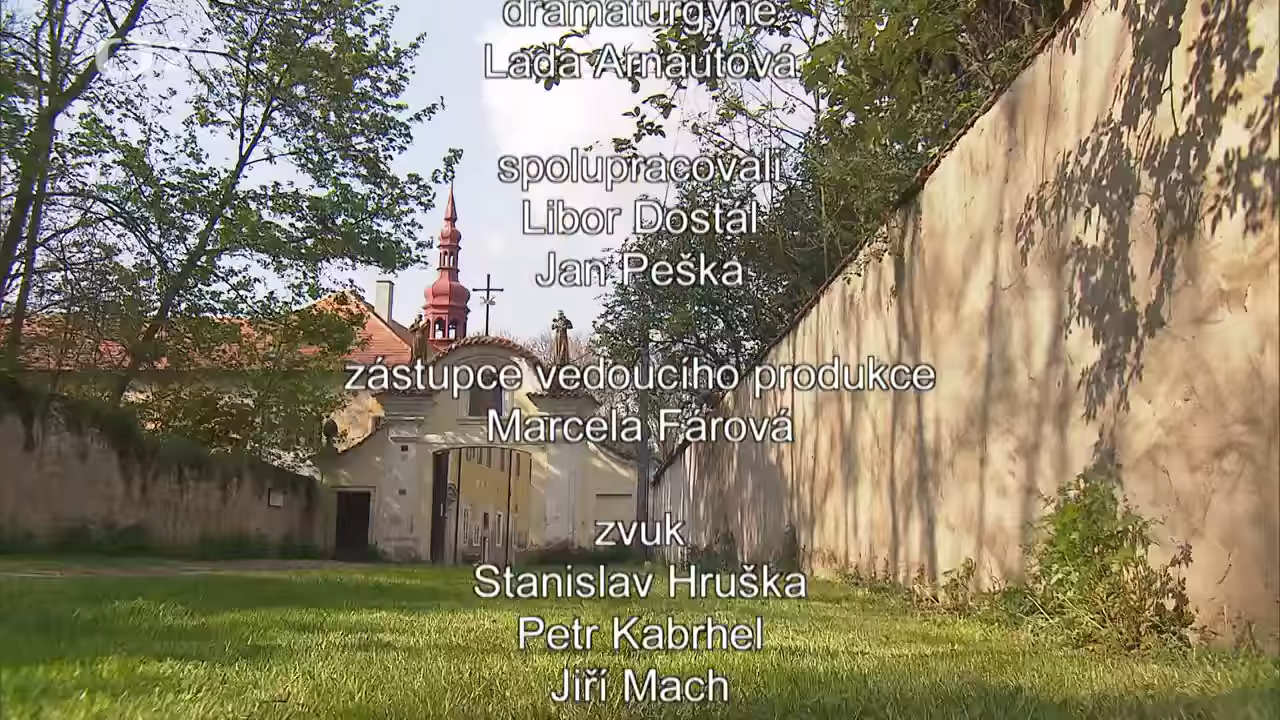 dramaturgyně
Lada Arnautová
spolupracovali
Libor Dostál
Jan Peška
zástupce vedoucího produkce
Marcela Fárová
zvuk
Stanislav Hruška
Petr Kabrhel
Jiří Mach